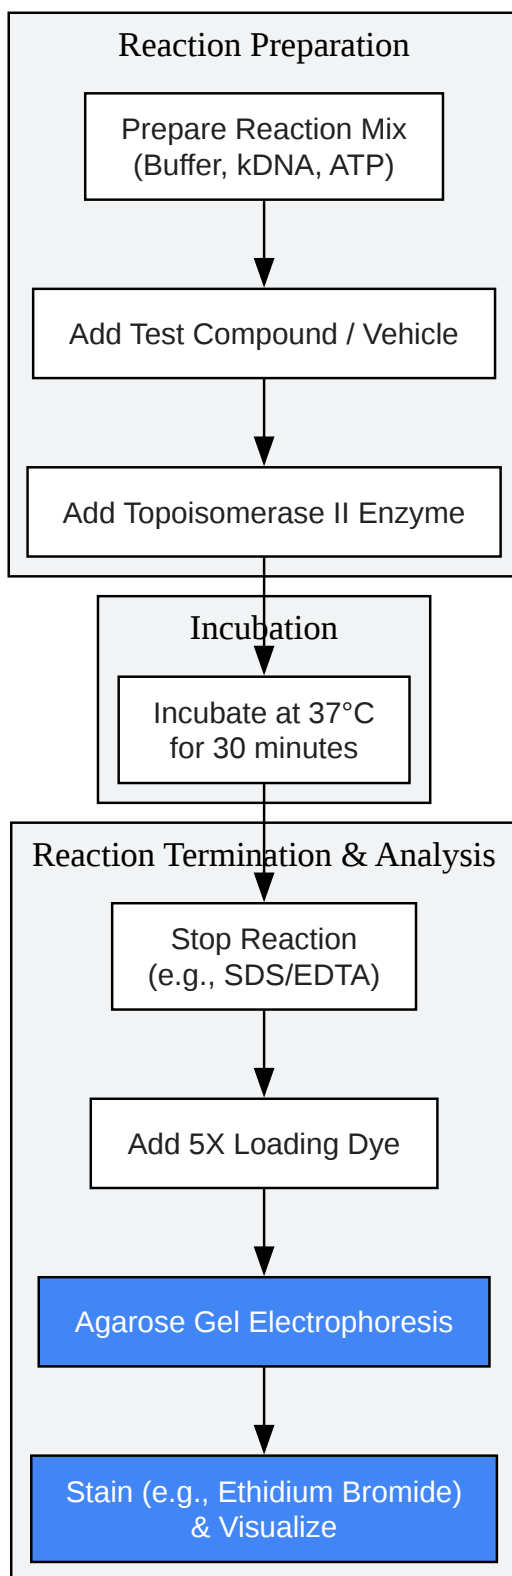 Reaction Preparation
Prepare Reaction Mix
(Buffer, kDNA, ATP)
Add Test Compound / Vehicle
Add Topoisomerase II Enzyme
Incubation
Incubate at 37°C
for 30 minutes
Reaction Termination & Analysis
Stop Reaction
(e.g., SDS/EDTA)
Add 5X Loading Dye
Agarose Gel Electrophoresis
Stain (e.g., Ethidium Bromide)
& Visualize